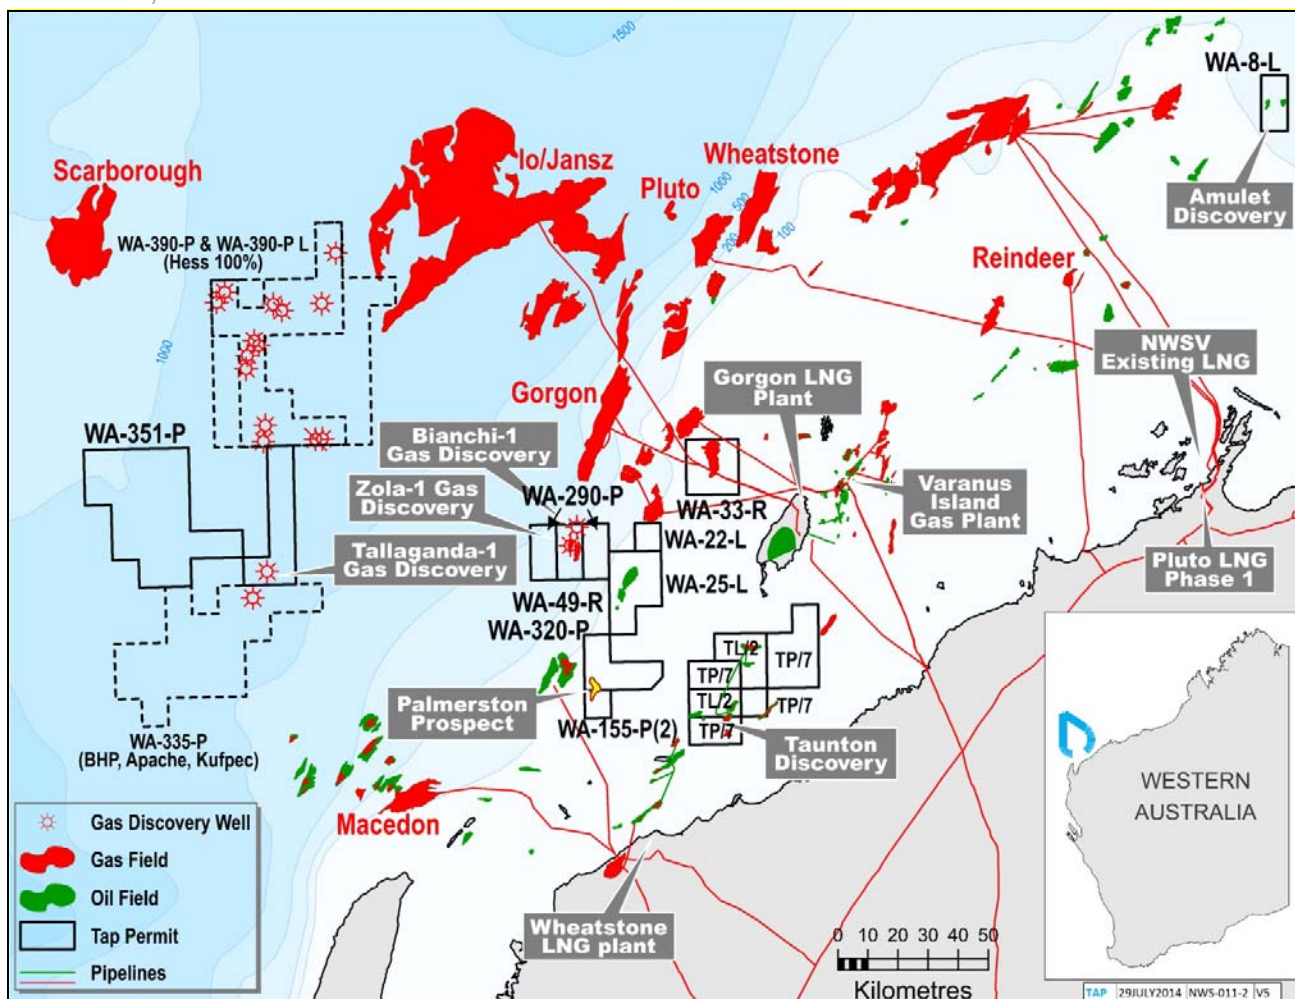 1500
WA-8-L
Scarborough
Io/Jansz
Wheatstone
Pluto
1000
500
200
100
Amulet
Discovery
WA-390-P & WA-390-P L
(Hess 100%)
Reindeer
1000
NWSV
Existing LNG
Gorgon LNG
Plant
Gorgon
Bianchi-1
Gas Discovery
WA-351-P
Zola-1 Gas
Discovery
WA-290-P
WA-33-R
Varanus
Island
Gas Plant
WA-22-L
Tallaganda-1
Gas Discovery
Pluto LNG
Phase 1
WA-25-L
WA-49-R
WA-320-P
TL/2
TP/7
TP/7
TL/2
TP/7
TP/7
Palmerston
Prospect
WA-155-P(2)
Taunton
Discovery
WA-335-P
(BHP, Apache, Kufpec)
WESTERN
AUSTRALIA
Macedon
Gas Discovery Well
Gas Field
Oil Field
Tap Permit
Pipelines
Wheatstone
LNG plant
0 10 20 30 40 50
Kilometres
TAP 29JULY2014 NWS-011-2 V5